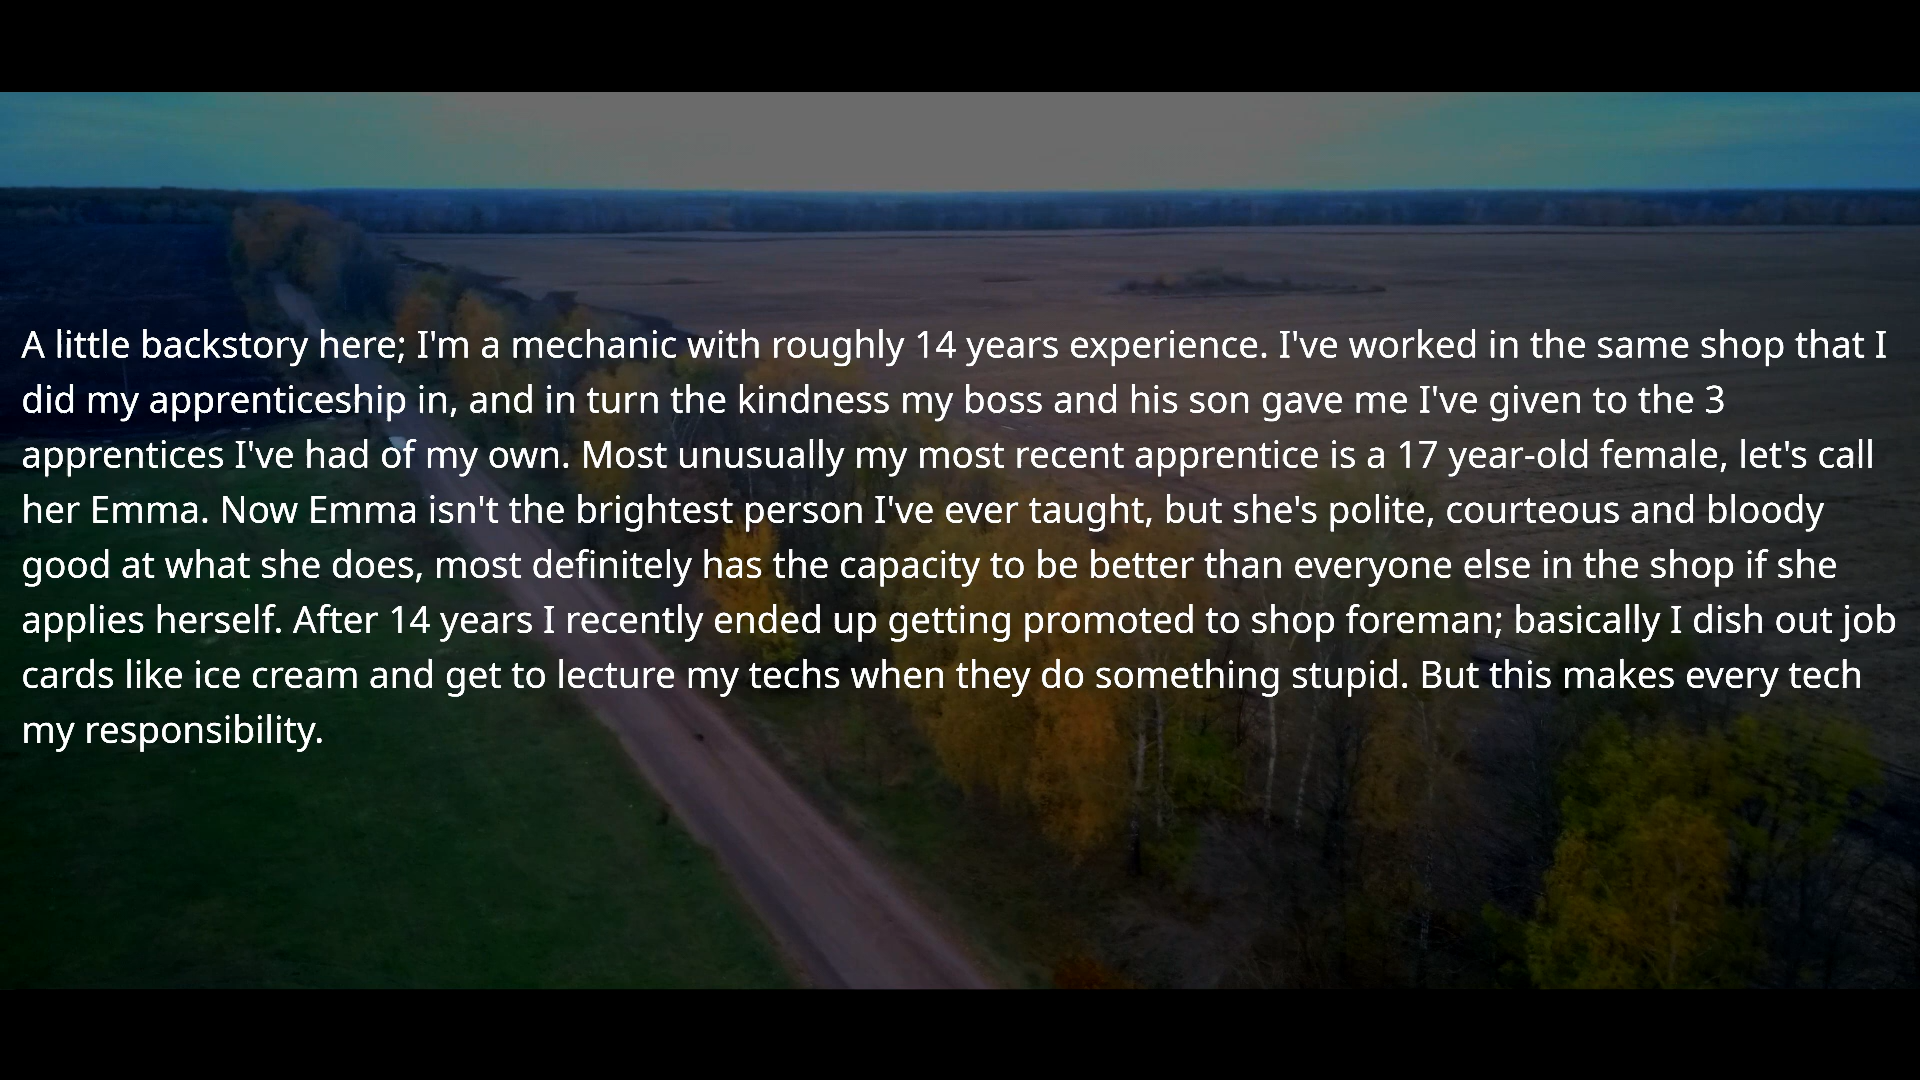 A little backstory here; I'm a mechanic with roughly 14 years experience. I've worked in the same shop that I
did my apprenticeship in, and in turn the kindness my boss and his son gave me I've given to the 3
apprentices I've had of my own. Most unusually my most recent apprentice is a 17 year-old female, let's call
her Emma. Now Emma isn't the brightest person I've ever taught, but she's polite, courteous and bloody
good at what she does, most definitely has the capacity to be better than everyone else in the shop if she
applies herself. After 14 years I recently ended up getting promoted to shop foreman; basically I dish out job
cards like ice cream and get to lecture my techs when they do something stupid. But this makes every tech
my responsibility.